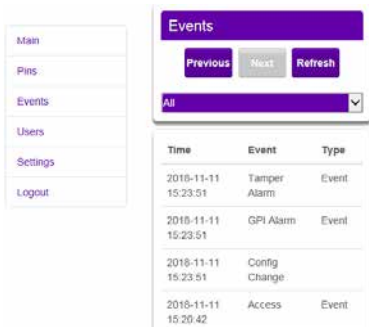 Main
Pins
Events
Users
Settings
Logout
Events
Previous Next Refresh
All
Time Event Type
2018-11-11 Tamper Event
15:23:51 Alarm
2018-11-11 GPI Alarm Event
15:23:51
2018-11-11 Config
15:23:51 Change
2018-11-11 Access Event
15:20:42